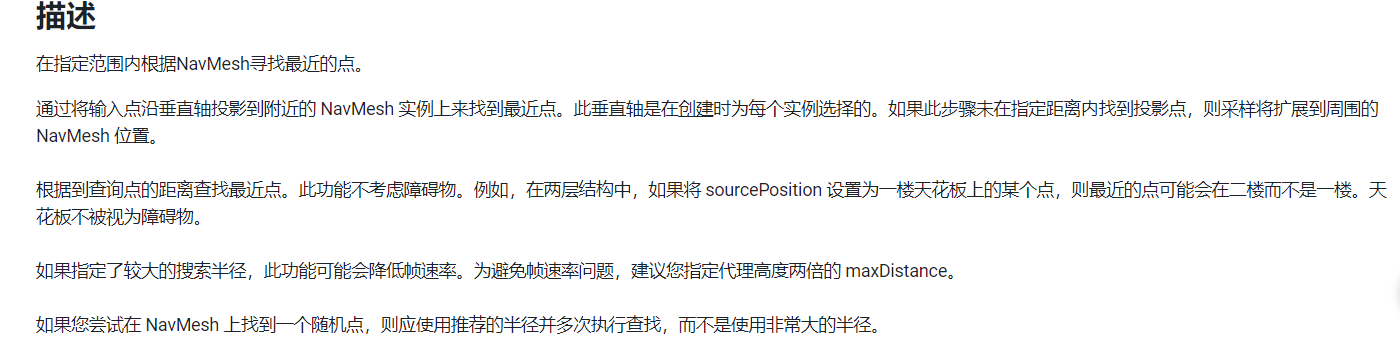 描述
在指定范围内根据NavMesh寻找最近的点。
通过将输入点沿垂直轴投影到附近的 NavMesh 实例上来找到最近点。此垂直轴是在创建时为每个实例选择的。如果此步骤未在指定距离内找到投影点，则采样将扩展到周围的
NavMesh 位置。
根据到查询点的距离查找最近点。此功能不考虑障碍物。例如，在两层结构中，如果将 sourcePosition 设置为一楼天花板上的某个点，则最近的点可能会在二楼而不是一楼。天
花板不被视为障碍物。
如果指定了较大的搜索半径，此功能可能会降低帧速率。为避免帧速率问题，建议您指定代理高度两倍的 maxDistance。
如果您尝试在 NavMesh 上找到一个随机点，则应使用推荐的半径并多次执行查找，而不是使用非常大的半径。